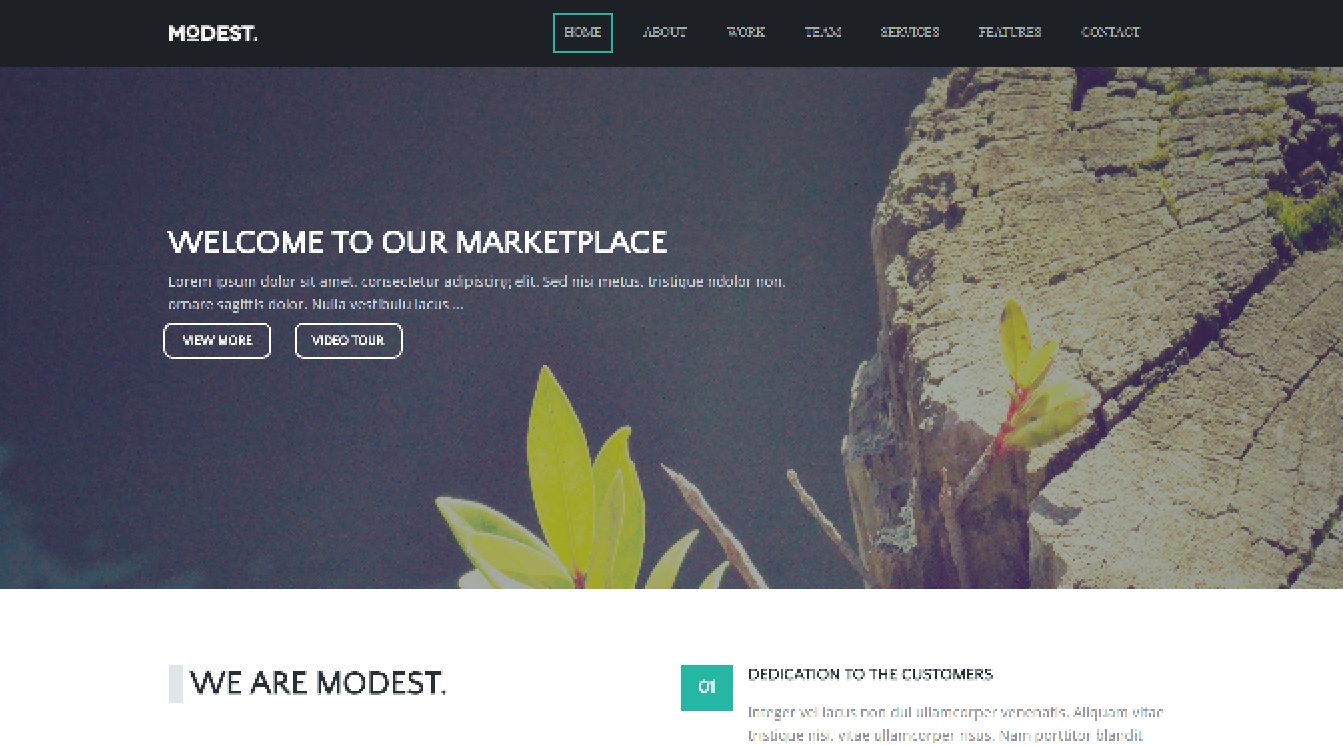 MODEST.
HOME ABOUT WORK TEAM SERVICES FEATURES CONTACT
WELCOME TO OUR MARKETPLACE
Lorem ipsum dolor sit amet, consectetur adipiscing elit. Sed nisi metus, tristique ndolor non,
ornare sagittis dolor. Nulla vestibulu lacus ...
VIEW MORE VIDEO TOUR
WE ARE MODEST.
01
DEDICATION TO THE CUSTOMERS
Integer vel lacus non dui ullamcorper venenatis. Aliquam vitae
tristique nisi, vitae ullamcorper risus. Nam porttitor blandit